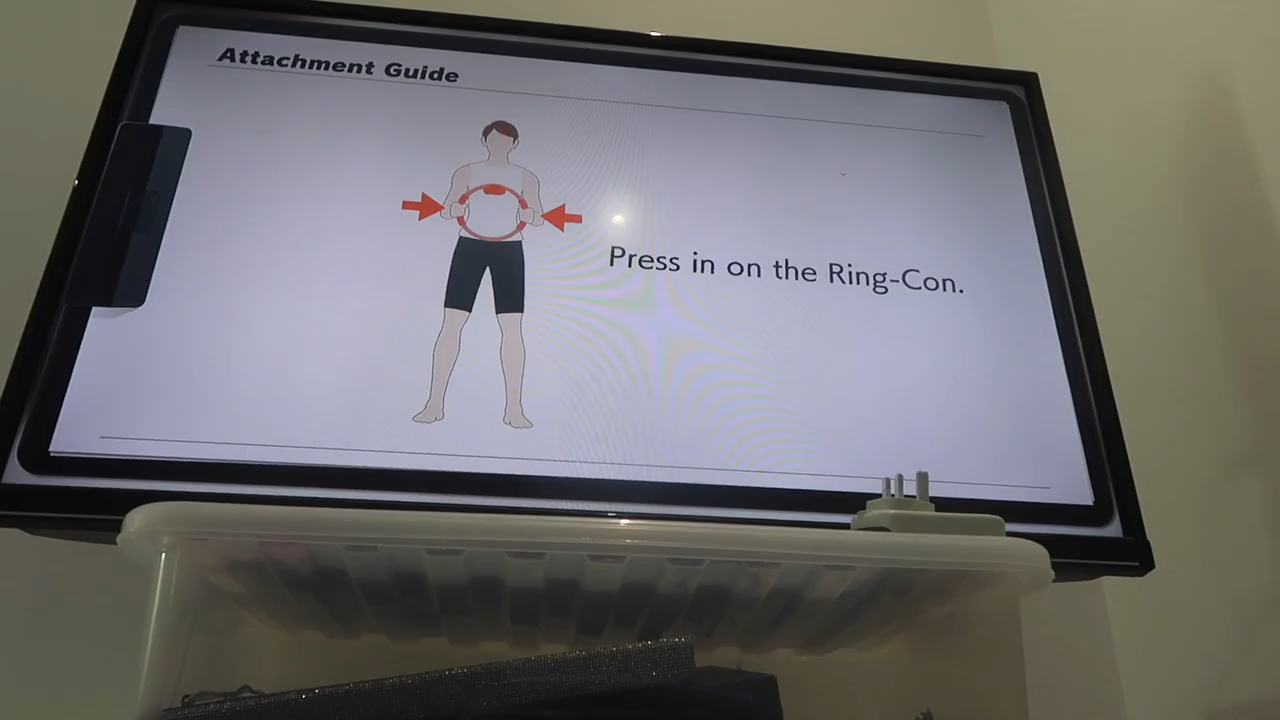 Attachment Guide
Press in on the Ring-Con.